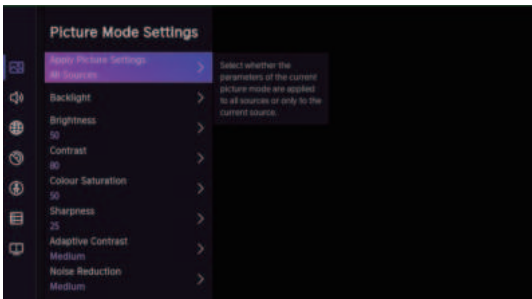 Picture Mode Settings
Apply Picture Settings
All Sources
Select whether the
parameters of the current
picture mode are applied
to all sources or only to the
current source.
Backlight
Brightness
50
Contrast
80
Colour Saturation
50
Sharpness
25
Adaptive Contrast
Medium
Noise Reduction
Medium